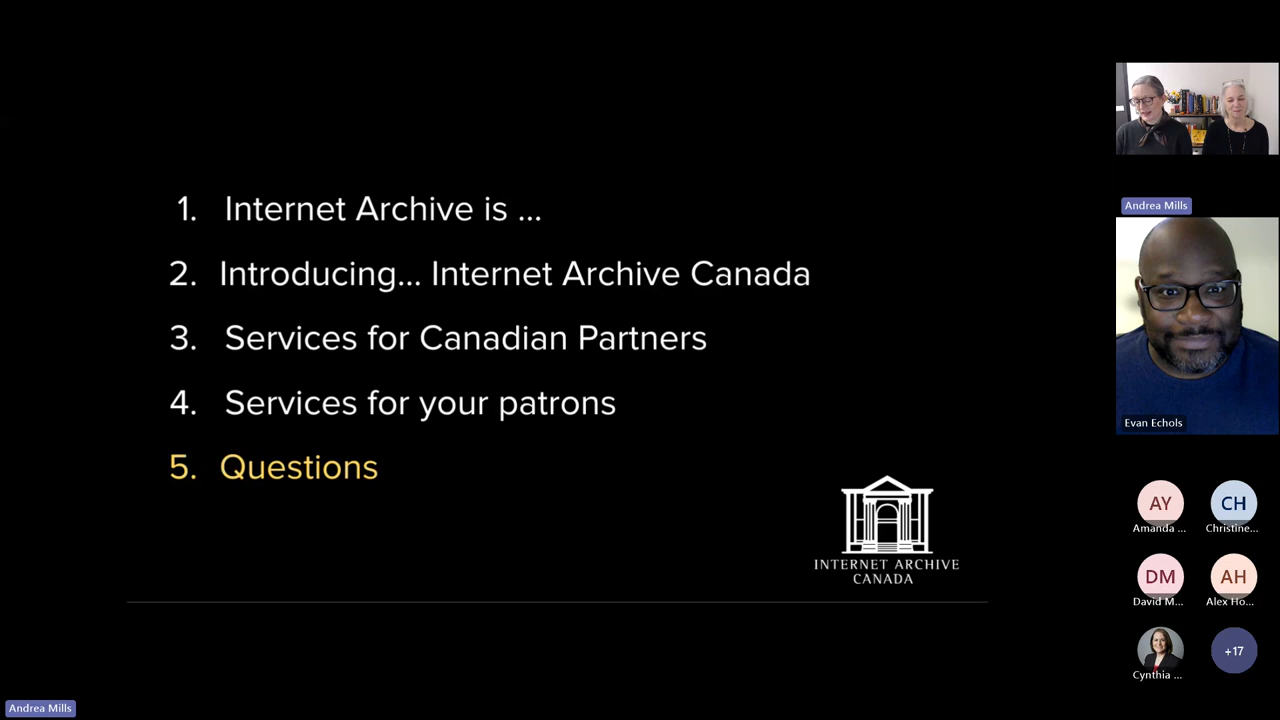 1. Internet Archive is ...
2. Introducing... Internet Archive Canada
3. Services for Canadian Partners
4. Services for your patrons
5. Questions
INTERNET ARCHIVE
CANADA
Andrea Mills
Evan Echols
AY
CH
Amanda ...
Christine...
DM
AH
David M...
Alex Ho...
+17
Cynthia ...
Andrea Mills